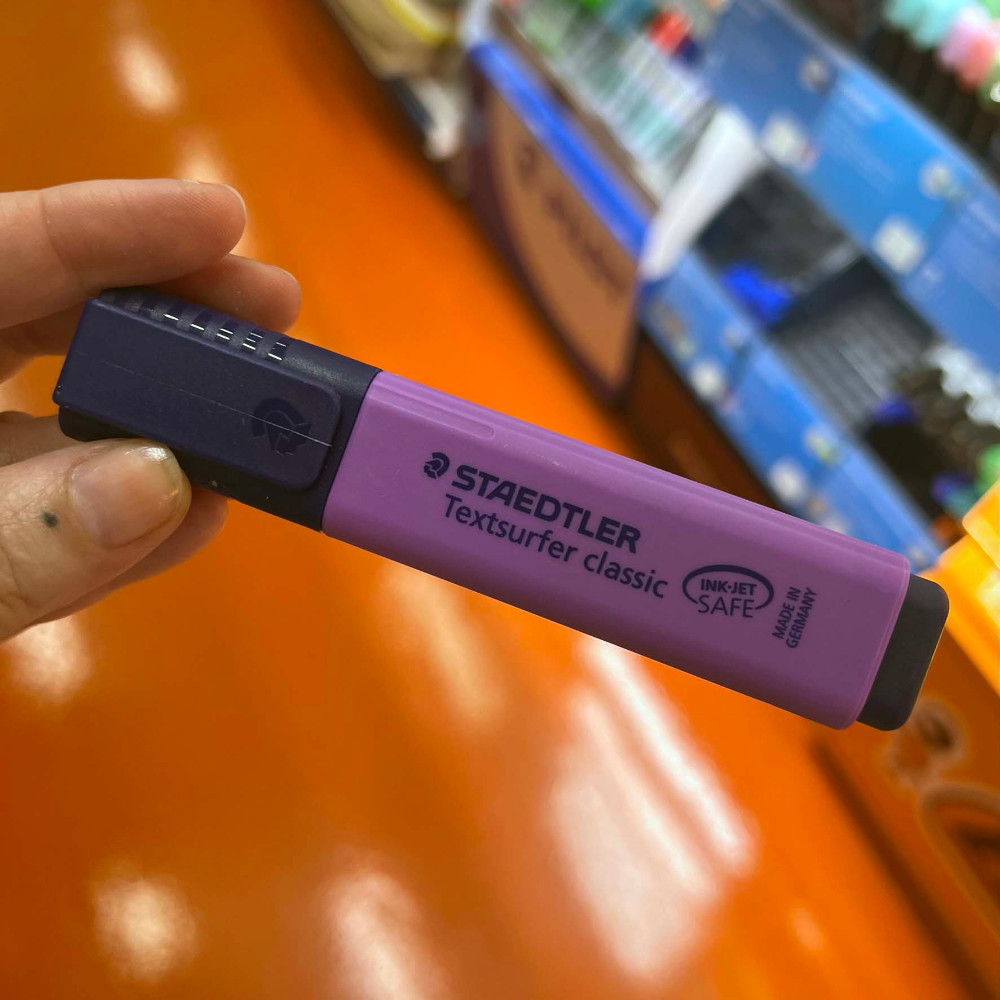 STAEDTLER
Textsurfer classic
INK-JET
SAFE
MADE IN
GERMANY